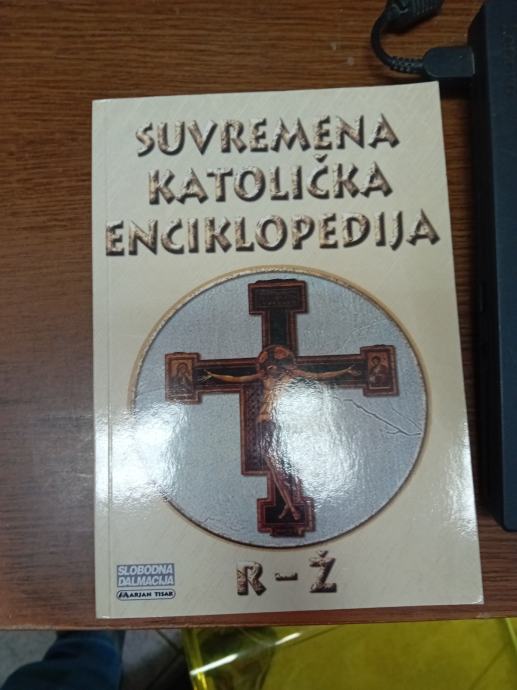 SUVREMENA
KATOLIČKA
ENCIKLOPEDIJA
R - Ž
SLOBODNA
DALMACIJA
MARJAN TISAK